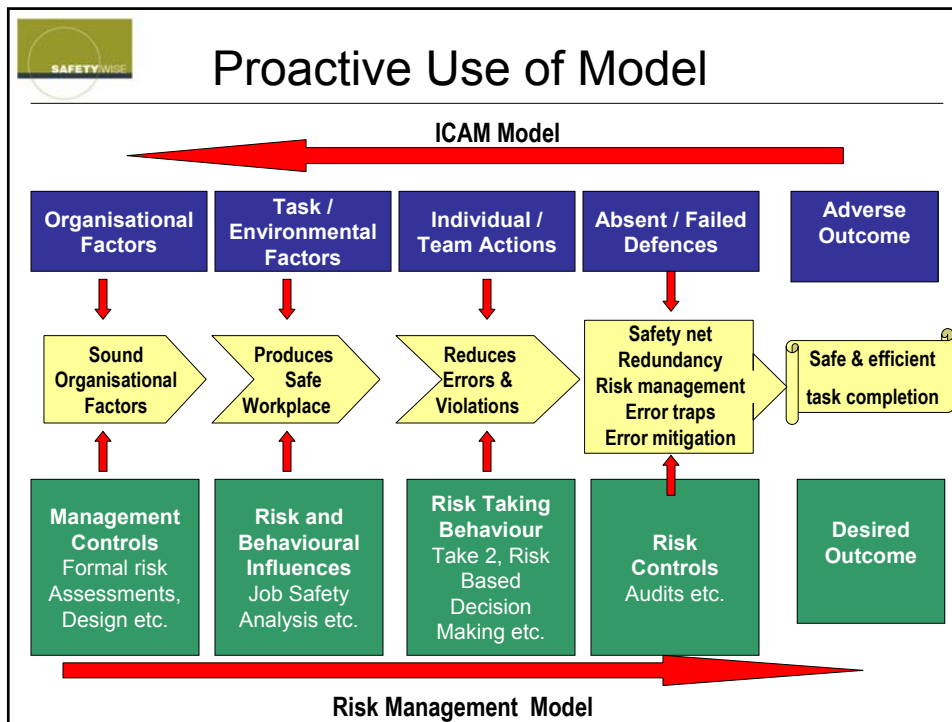 SAFETY WISE
Proactive Use of Model
ICAM Model
Organisational
Factors
Task /
Environmental
Factors
Individual /
Team Actions
Absent / Failed
Defences
Adverse
Outcome
Sound
Organisational
Factors
Produces
Safe
Workplace
Reduces
Errors &
Violations
Safety net
Redundancy
Risk management
Error traps
Error mitigation
Safe & efficient
task completion
Management
Controls
Formal risk
Assessments,
Design etc.
Risk and
Behavioural
Influences
Job Safety
Analysis etc.
Risk Taking
Behaviour
Take 2, Risk
Based
Decision
Making etc.
Risk
Controls
Audits etc.
Desired
Outcome
Risk Management Model